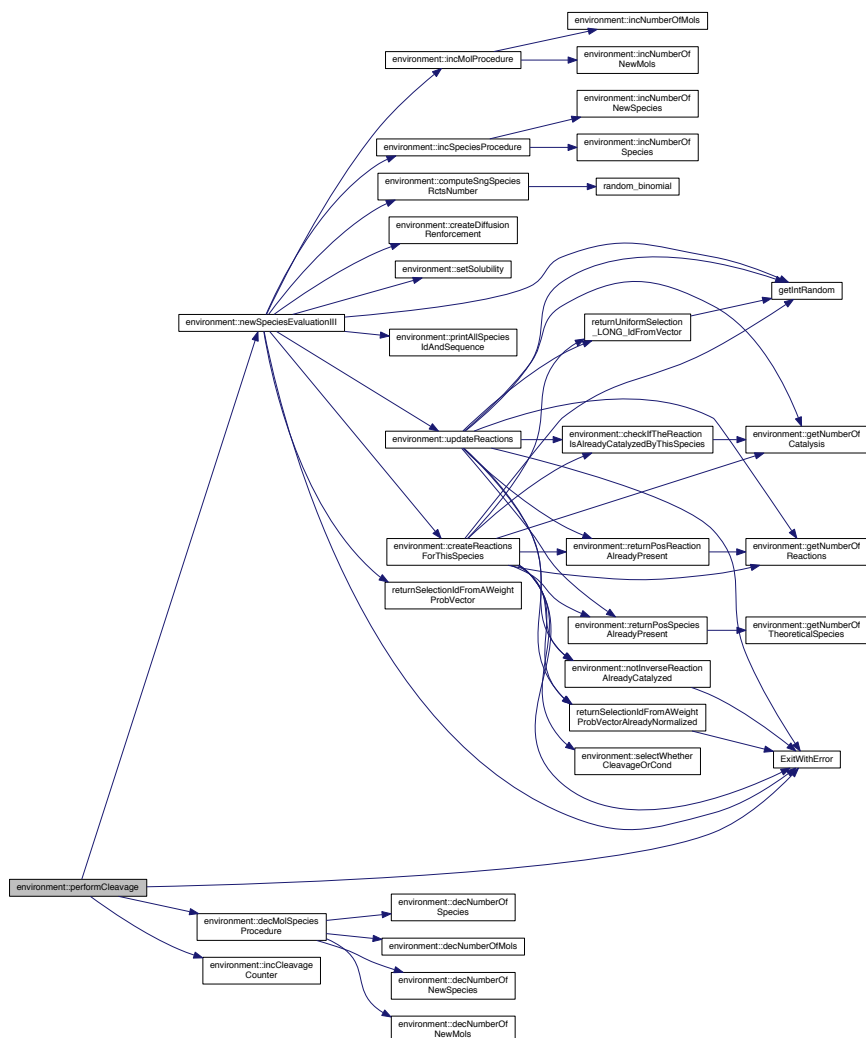 environment::incNumberOfMols
environment::incMolProcedure
environment::incNumberOf
NewMols
environment::incNumberOf
NewSpecies
environment::incSpeciesProcedure
environment::incNumberOf
Species
environment::computeSngSpecies
RctsNumber
random_binomial
environment::createDiffusion
Renforcement
environment::setSolubility
getIntRandom
environment::newSpeciesEvaluationIII
returnUniformSelection
_LONG_IdFromVector
environment::printAllSpecies
IdAndSequence
environment::updateReactions
environment::checkIfTheReaction
IsAlreadyCatalyzedByThisSpecies
environment::getNumberOf
Catalysis
environment::createReactions
ForThisSpecies
environment::returnPosReaction
AlreadyPresent
environment::getNumberOf
Reactions
returnSelectionIdFromAWeight
ProbVector
environment::returnPosSpecies
AlreadyPresent
environment::getNumberOf
TheoreticalSpecies
environment::notInverseReaction
AlreadyCatalyzed
returnSelectionIdFromAWeight
ProbVectorAlreadyNormalized
environment::selectWhether
CleavageOrCond
ExitWithError
environment::performCleavage
environment::decNumberOf
Species
environment::decMolSpecies
Procedure
environment::decNumberOfMols
environment::incCleavage
Counter
environment::decNumberOf
NewSpecies
environment::decNumberOf
NewMols